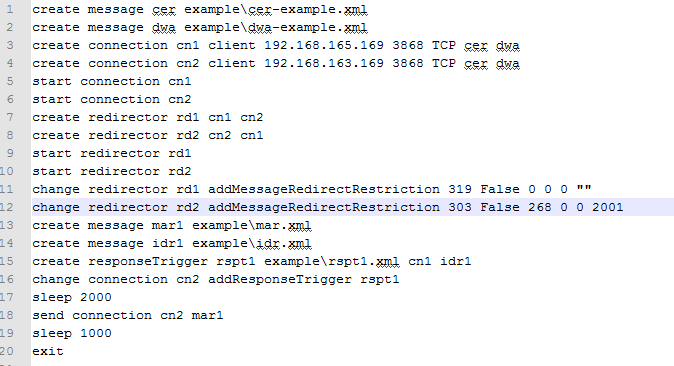 1 create message cer example\cer-example.xml
2 create message dwa example\dwa-example.xml
3 create connection cn1 client 192.168.165.169 3868 TCP cer dwa
4 create connection cn2 client 192.168.163.169 3868 TCP cer dwa
5 start connection cn1
6 start connection cn2
7 create redirector rd1 cn1 cn2
8 create redirector rd2 cn2 cn1
9 start redirector rd1
10 start redirector rd2
11 change redirector rd1 addMessageRedirectRestriction 319 False 0 0 0 ""
12 change redirector rd2 addMessageRedirectRestriction 303 False 268 0 0 2001
13 create message mar1 example\mar.xml
14 create message idr1 example\idr.xml
15 create responseTrigger rspt1 example\rspt1.xml cn1 idr1
16 change connection cn2 addResponseTrigger rspt1
17 sleep 2000
18 send connection cn2 mar1
19 sleep 1000
20 exit